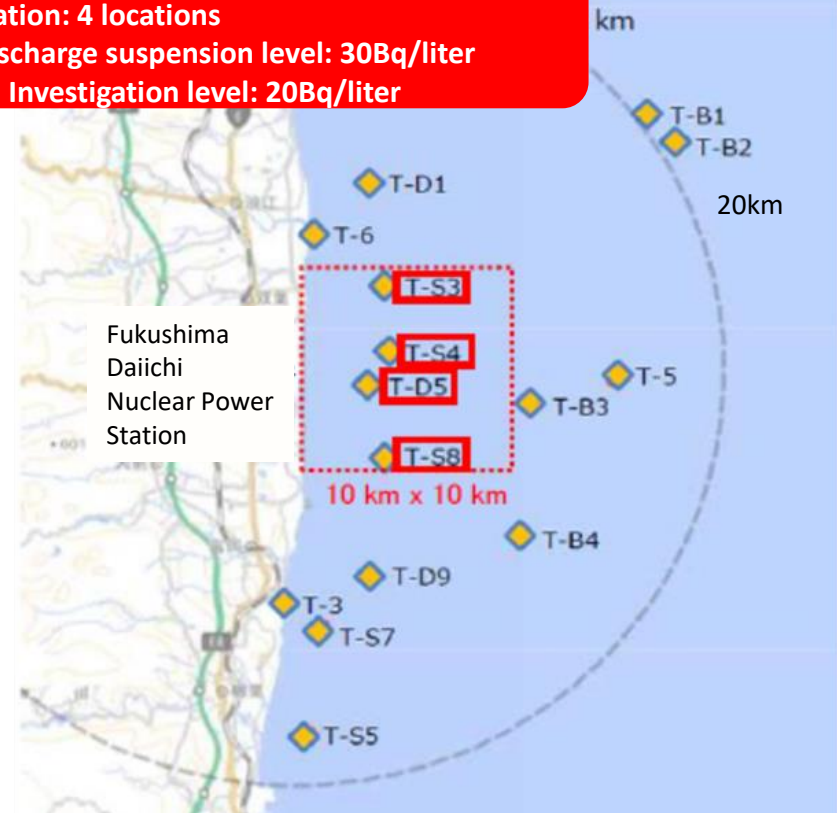 ation: 4 locations
scharge suspension level: 30Bq/liter
Investigation level: 20Bq/liter
km
T-B1
T-B2
20km
T-D1
T-6
T-S3
T-S4
T-D5
T-5
T-B3
Fukushima
Daiichi
Nuclear Power
Station
T-S8
10 km x 10 km
T-B4
T-D9
T-3
T-S7
T-S5